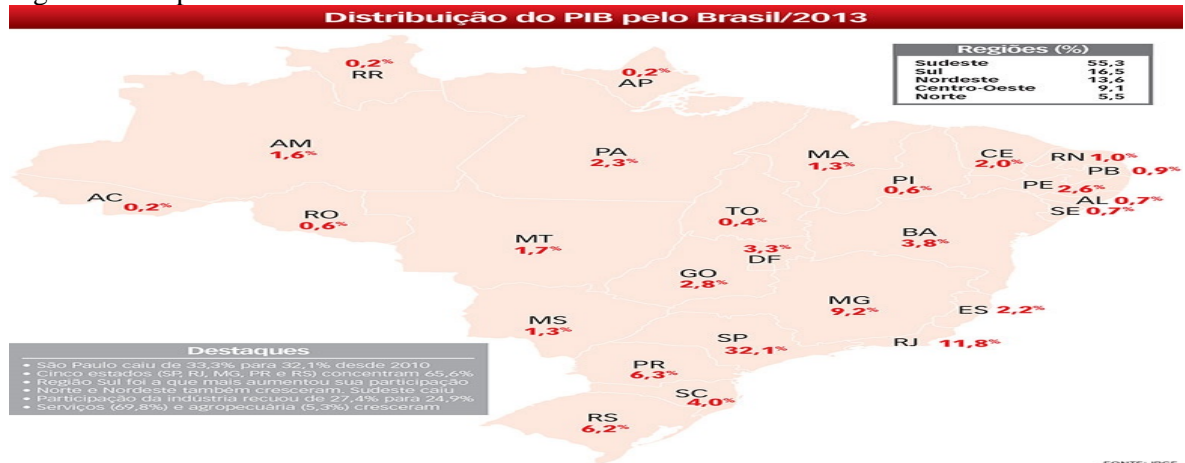 Distribuição do PIB pelo Brasil/2013
Regiões (%)
Sudeste 55,3
Sul 16,5
Nordeste 13,6
Centro-Oeste 9,1
Norte 5,5
0,2%
RR
0,2%
AP
AM
1,6%
PA
2,3%
MA
1,3%
CE
2,0%
RN 1,0%
PB 0,9%
PI
0,6%
PE 2,6%
AL 0,7%
SE 0,7%
AC 0,2%
RO
0,6%
TO
0,4%
BA
3,8%
MT
1,7%
3,3%
DF
GO
2,8%
MG
9,2%
ES 2,2%
MS
1,3%
SP
32,1%
RJ 11,8%
PR
6,3%
SC
4,0%
RS
6,2%
Destaques
• São Paulo caiu de 33,3% para 32,1% desde 2010
• Cinco estados (SP, RJ, MG, PR e RS) concentram 65,6%
• Região Sul foi a que mais aumentou sua participação
Norte e Nordeste também cresceram. Sudeste caiu
• Participação da indústria recuou de 27,4% para 24,9%
• Serviços (69,8%) e agropecuária (5,3%) cresceram